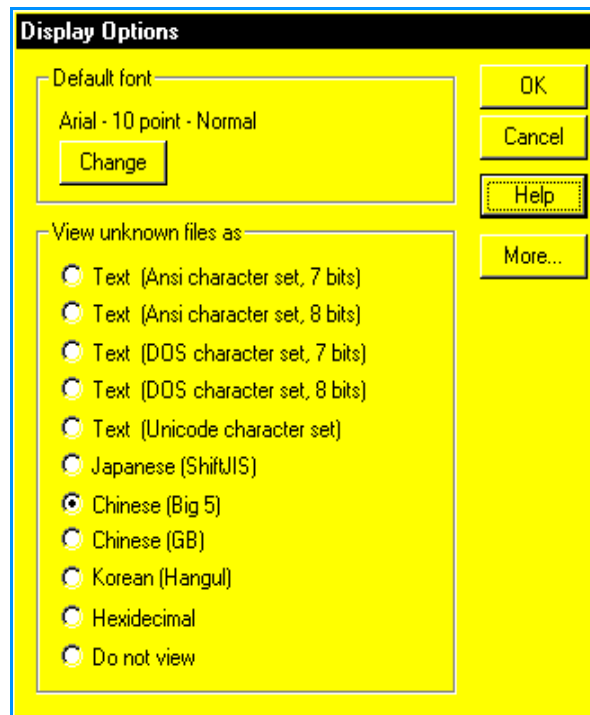 Display Options
Default font
Arial - 10 point - Normal
Change
OK
Cancel
Help
More...
View unknown files as
Text (Ansi character set, 7 bits)
Text (Ansi character set, 8 bits)
Text (DOS character set, 7 bits)
Text (DOS character set, 8 bits)
Text (Unicode character set)
Japanese (ShiftJIS)
Chinese (Big 5)
Chinese (GB)
Korean (Hangul)
Hexidecimal
Do not view